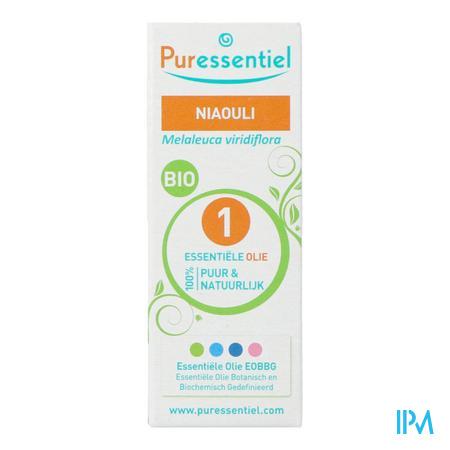 Puressentiel
NIAOULI
Melaleuca viridiflora
BIO
1
ESSENTIËLE OLIE
100% PUUR &
NATUURLIJK
Essentiële Olie EOBBG
Essentiële Olie Botanisch en
Biochemisch Gedefinieerd
www.puressentiel.com
IPM